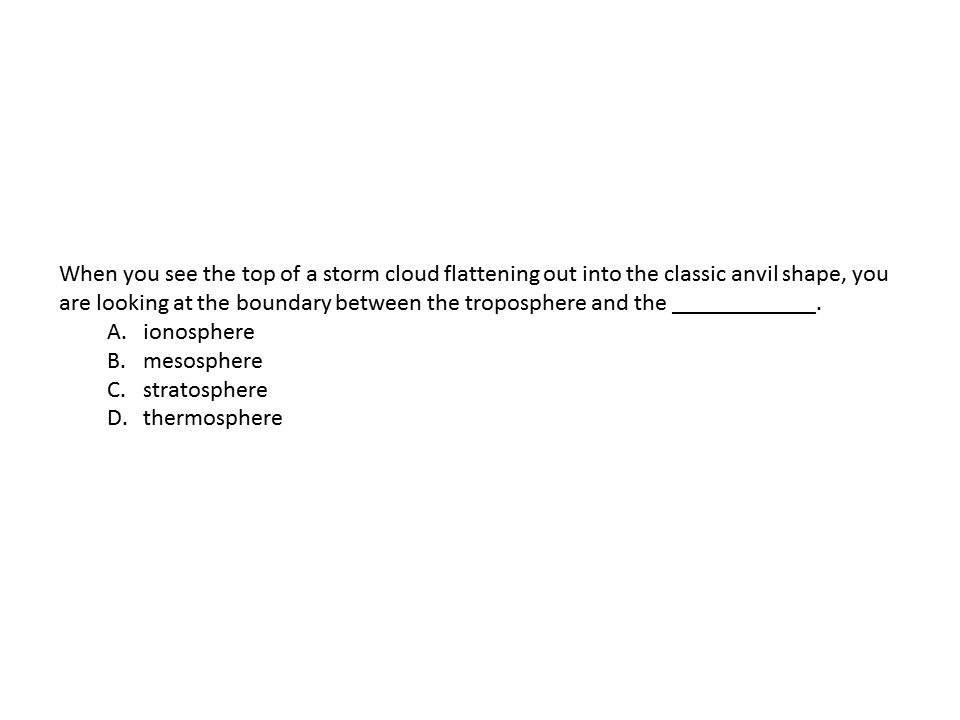 When you see the top of a storm cloud flattening out into the classic anvil shape, you
are looking at the boundary between the troposphere and the ____________.
A. ionosphere
B. mesosphere
C. stratosphere
D. thermosphere